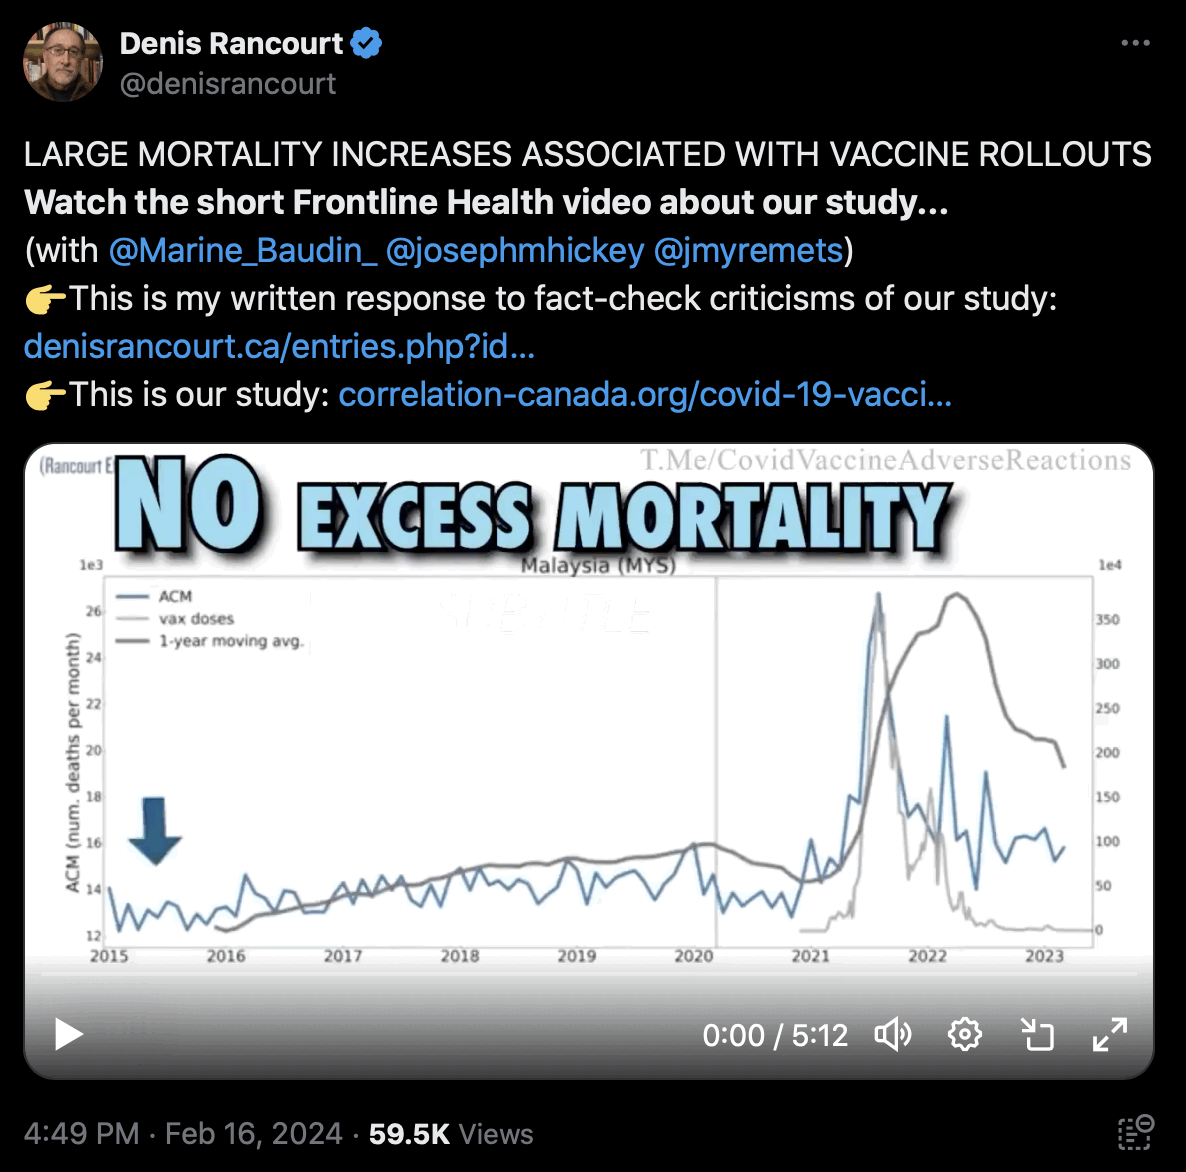 Denis Rancourt
@denisrancourt
LARGE MORTALITY INCREASES ASSOCIATED WITH VACCINE ROLLOUTS
Watch the short Frontline Health video about our study...
(with @Marine_Baudin_ @josephmhickey @jmyremets)
👉This is my written response to fact-check criticisms of our study:
denisrancourt.ca/entries.php?id...
👉This is our study: correlation-canada.org/covid-19-vacci...
(Rancourt
T.Me/CovidVaccineAdverseReactions
NO EXCESS MORTALITY
Malaysia (MYS)
1e3
1e4
ACM
vax doses
1-year moving avg.
ACM (num. deaths per month)
26
24
22
20
18
16
14
12
350
300
250
200
150
100
50
0
2015 2016 2017 2018 2019 2020 2021 2022 2023
0:00 / 5:12
4:49 PM · Feb 16, 2024 · 59.5K Views